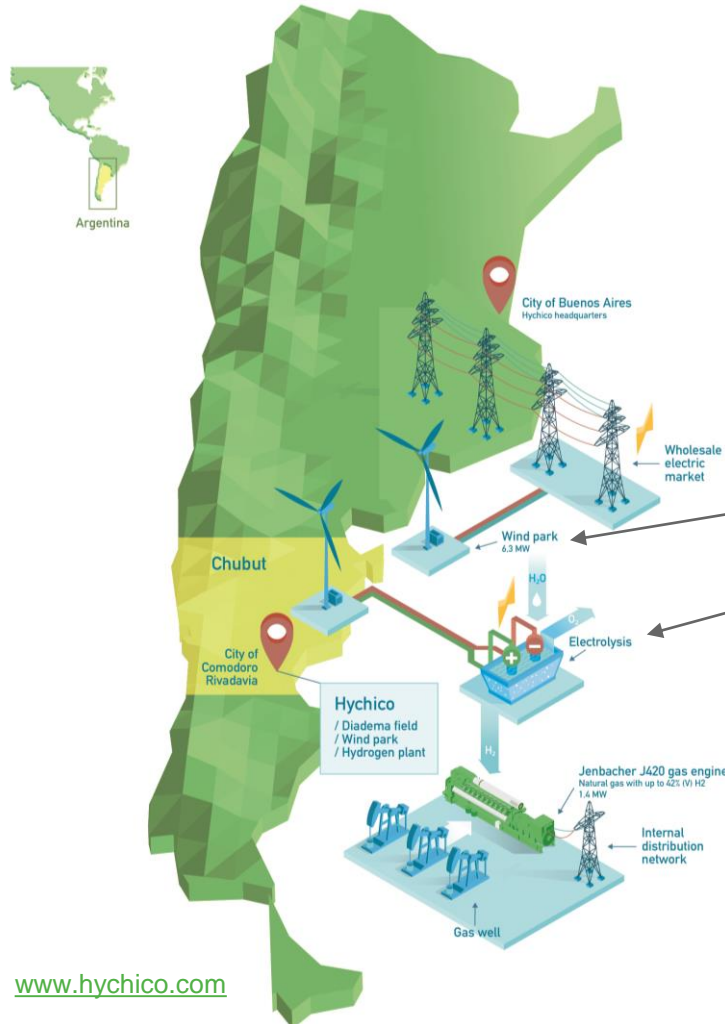 Argentina
City of Buenos Aires
Hychico headquarters
Wholesale
electric
market
Wind park
6.3 MW
H₂O
Chubut
O₂
Electrolysis
City of
Comodoro
Rivadavia
Hychico
/ Diadema field
/ Wind park
/ Hydrogen plant
H₂
Jenbacher J420 gas engine
Natural gas with up to 42% (V) H2
1.4 MW
Internal
distribution
network
Gas well
www.hychico.com